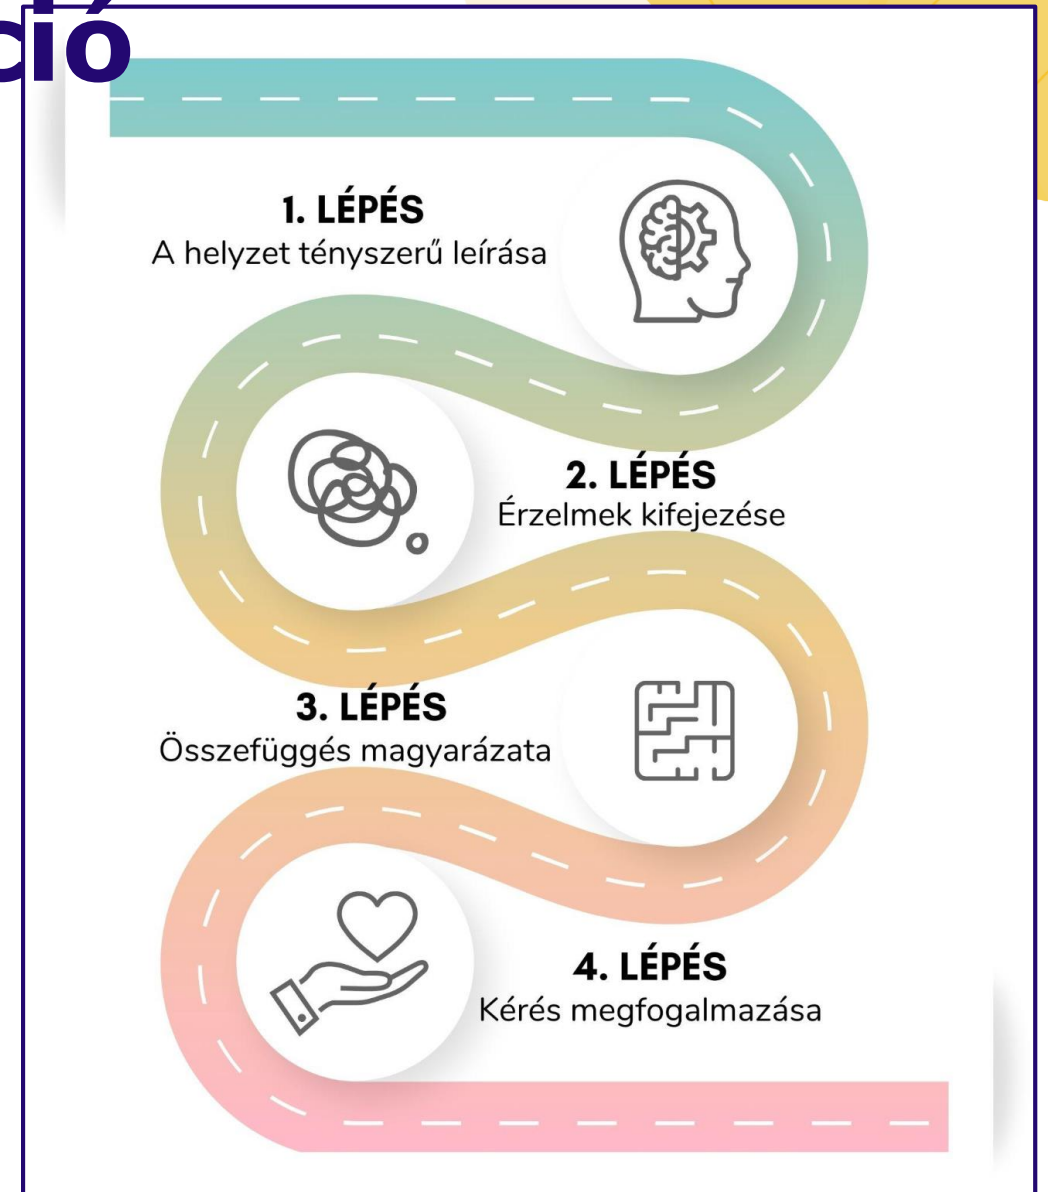 ció
1. LÉPÉS
A helyzet tényszerű leírása
2. LÉPÉS
Érzelmek kifejezése
3. LÉPÉS
Összefüggés magyarázata
4. LÉPÉS
Kérés megfogalmazása